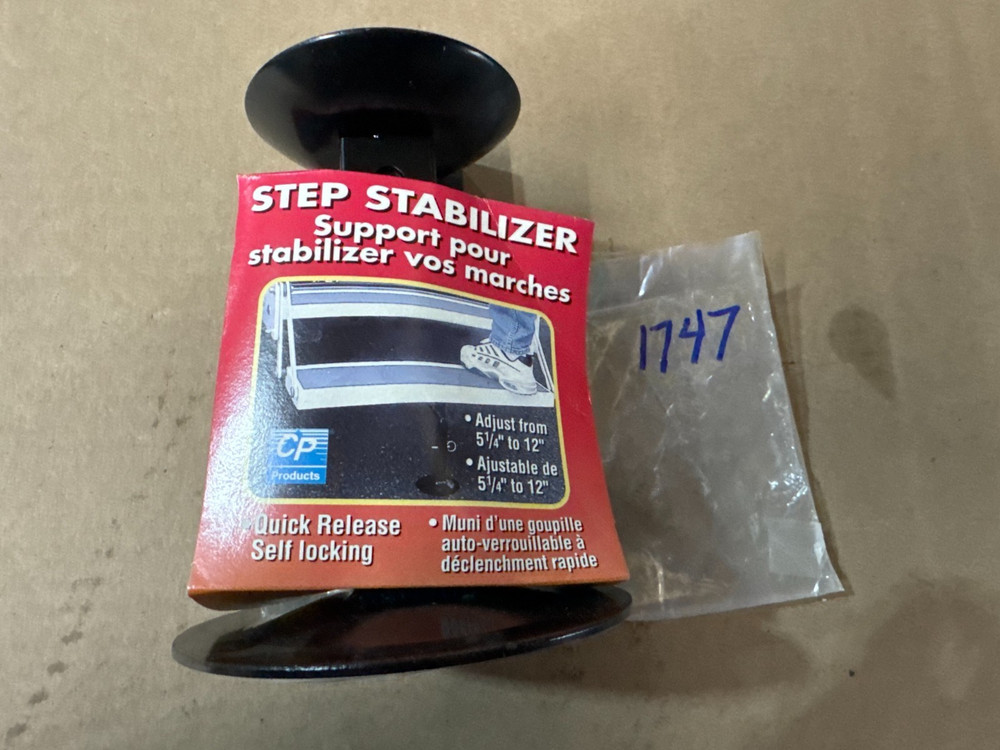 STEP STABILIZER
Support pour
stabilizer vos marches
• Adjust from
5 1/4" to 12"
• Ajustable de
5 1/4" to 12"
CP
Products
• Quick Release
Self locking
• Muni d'une goupille
auto-verrouillable à
déclenchment rapide
1747